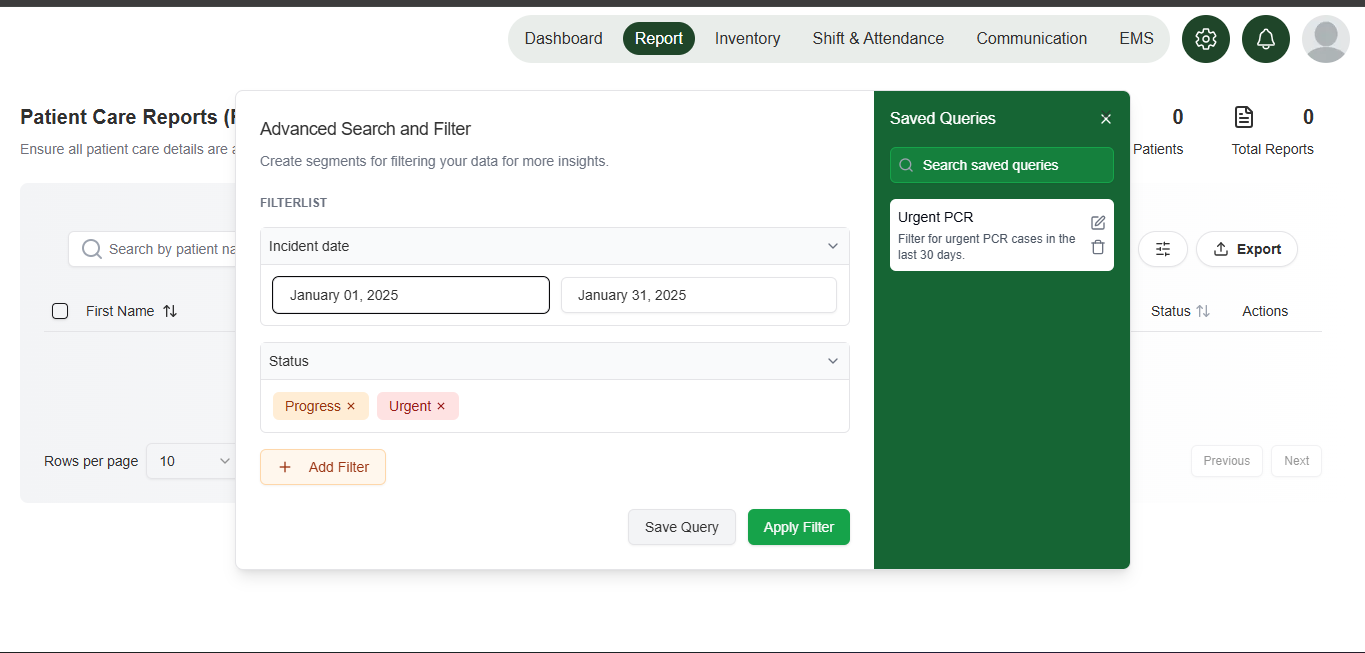 Dashboard
Report
Inventory
Shift & Attendance
Communication
EMS
Patient Care Reports (
Ensure all patient care details are
0
Patients
0
Total Reports
Search by patient
Export
First Name
Status
Actions
Rows per page
10
Previous
Next
Advanced Search and Filter
Create segments for filtering your data for more insights.
FILTERLIST
Incident date
January 01, 2025
January 31, 2025
Status
Progress ×
Urgent ×
+ Add Filter
Save Query
Apply Filter
Saved Queries
Search saved queries
Urgent PCR
Filter for urgent PCR cases in the
last 30 days.